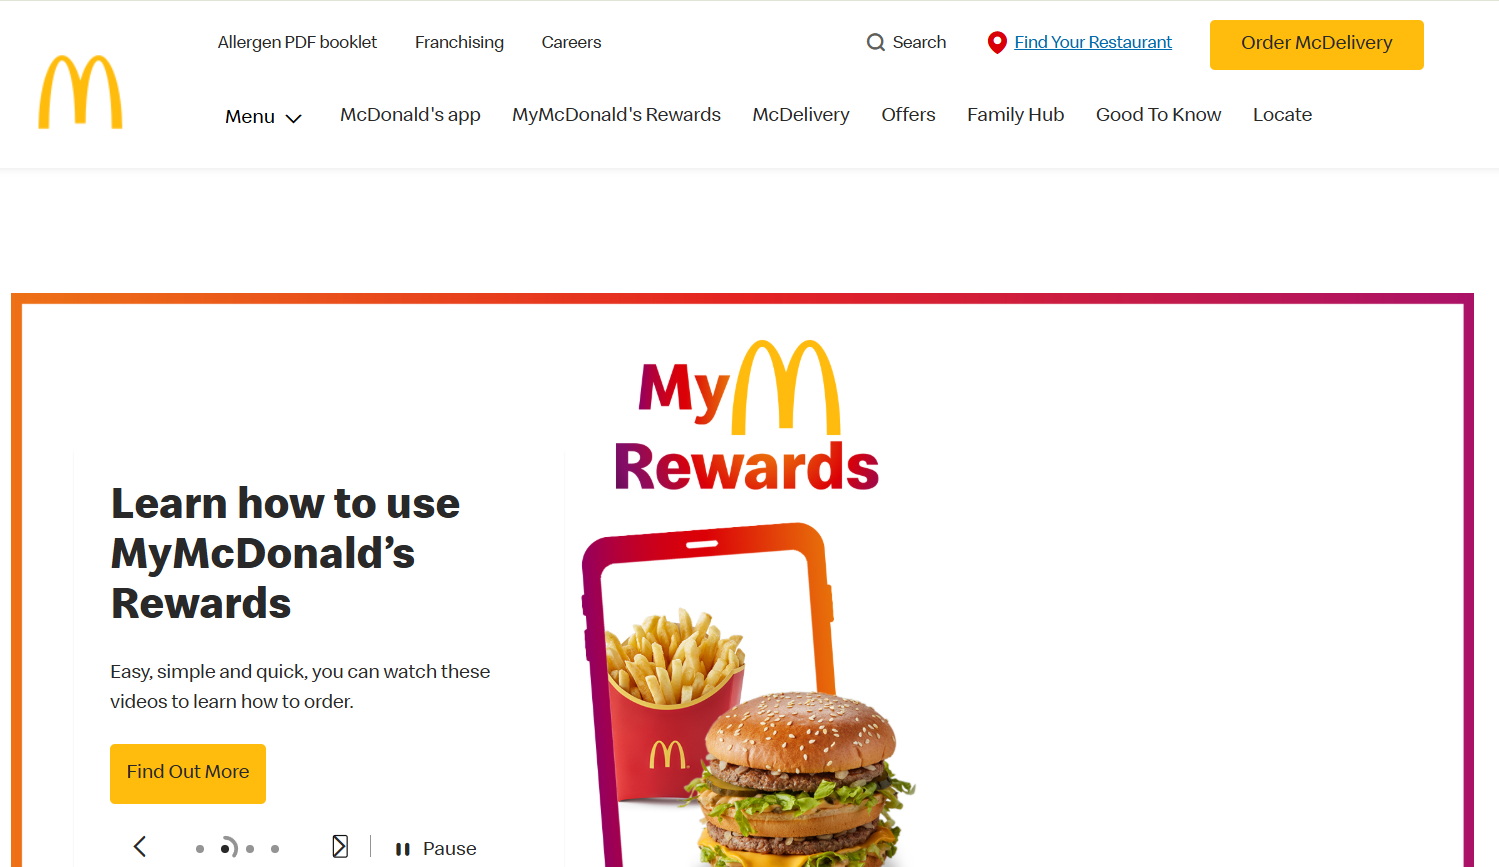 Allergen PDF booklet Franchising Careers Search Find Your Restaurant Order McDelivery
Menu McDonald's app MyMcDonald's Rewards McDelivery Offers Family Hub Good To Know Locate
My
Rewards
Learn how to use
MyMcDonald’s
Rewards
Easy, simple and quick, you can watch these
videos to learn how to order.
Find Out More
Pause